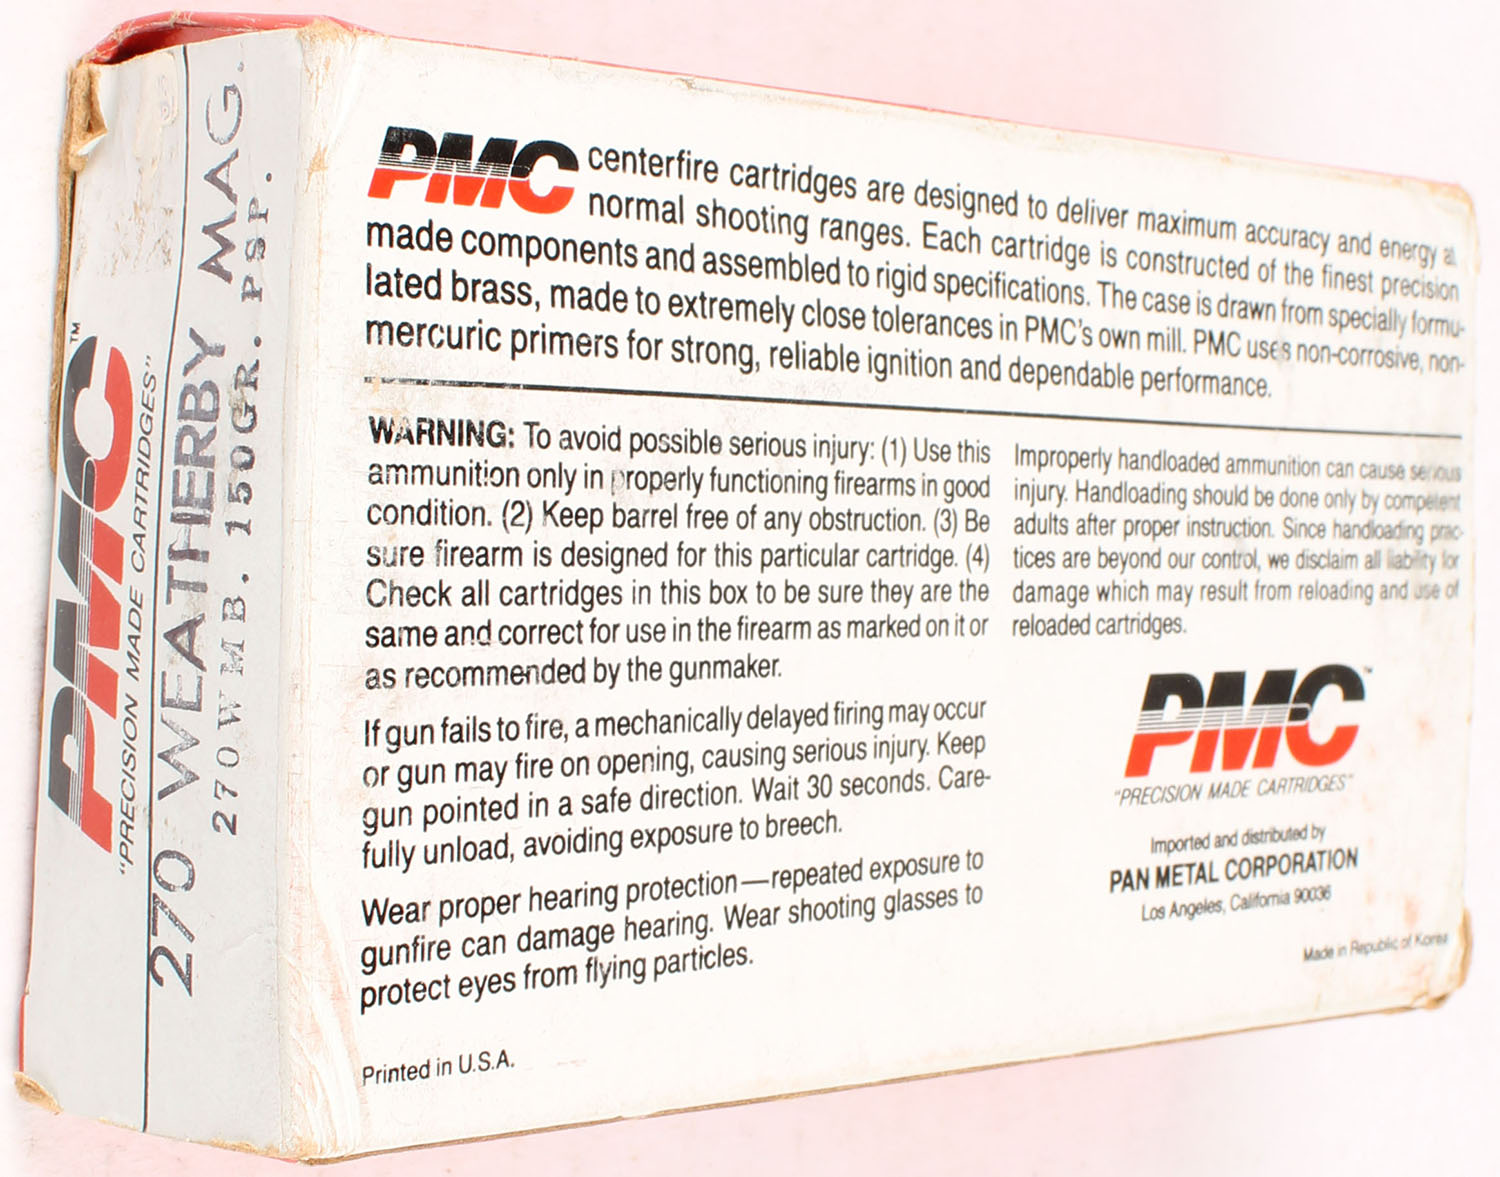 PMC™
"PRECISION MADE CARTRIDGES"
270 WEATHERBY MAG.
270WMB. 150GR. PSP.
PMC centerfire cartridges are designed to deliver maximum accuracy and energy at
normal shooting ranges. Each cartridge is constructed of the finest precision
made components and assembled to rigid specifications. The case is drawn from specially formu-
lated brass, made to extremely close tolerances in PMC's own mill. PMC uses non-corrosive, non-
mercuric primers for strong, reliable ignition and dependable performance.
WARNING: To avoid possible serious injury: (1) Use this
ammunition only in properly functioning firearms in good
condition. (2) Keep barrel free of any obstruction. (3) Be
sure firearm is designed for this particular cartridge. (4)
Check all cartridges in this box to be sure they are the
same and correct for use in the firearm as marked on it or
as recommended by the gunmaker.
If gun fails to fire, a mechanically delayed firing may occur
or gun may fire on opening, causing serious injury. Keep
gun pointed in a safe direction. Wait 30 seconds. Care-
fully unload, avoiding exposure to breech.
Wear proper hearing protection—repeated exposure to
gunfire can damage hearing. Wear shooting glasses to
protect eyes from flying particles.
Printed in U.S.A.
Improperly handloaded ammunition can cause serious
injury. Handloading should be done only by competent
adults after proper instruction. Since handloading prac-
tices are beyond our control, we disclaim all liability for
damage which may result from reloading and use of
reloaded cartridges.
PMC™
"PRECISION MADE CARTRIDGES"
Imported and distributed by
PAN METAL CORPORATION
Los Angeles, California 90036
Made in Republic of Korea